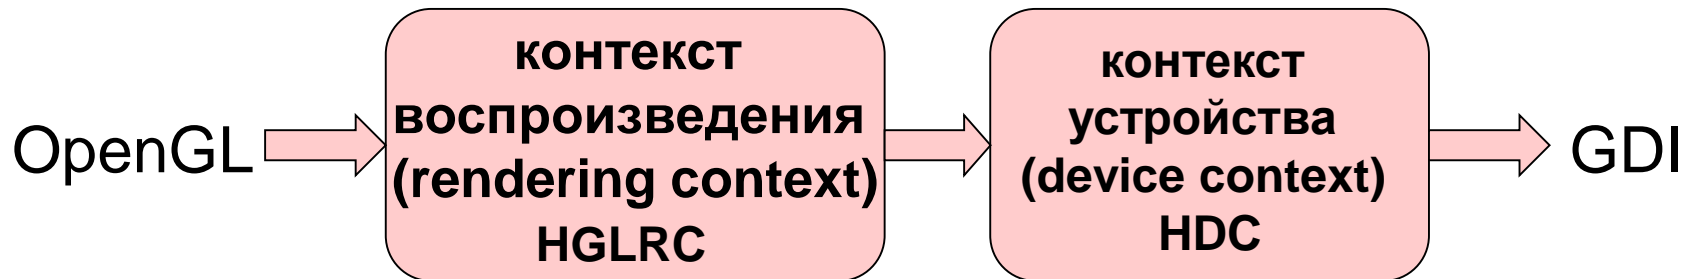 OpenGL
контекст
воспроизведения
(rendering context)
HGLRC
контекст
устройства
(device context)
HDC
GDI